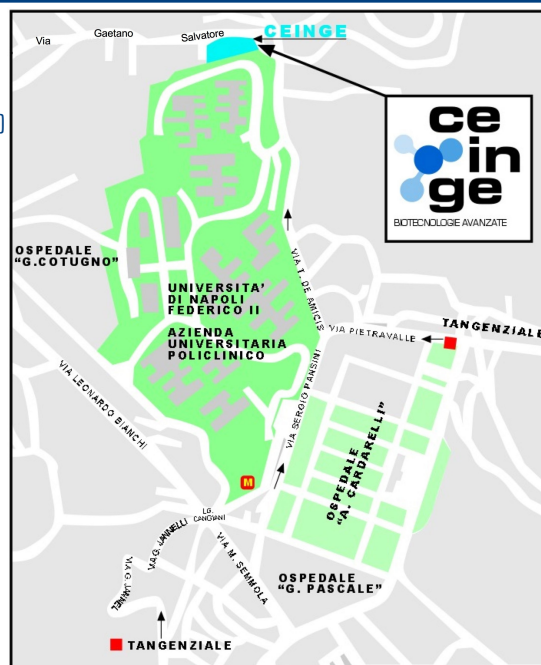 Via Gaetano Salvatore
CEINGE
ce
in
ge
BIOTECNOLOGIE AVANZATE
OSPEDALE
"G.COTUGNO"
UNIVERSITA'
DI NAPOLI
FEDERICO II
AZIENDA
UNIVERSITARIA
POLICLINICO
VIA T. DE AMICIS
VIA PIETRAVALLE
TANGENZIALE
VIA LEONARDO BIANCHI
VIA SERGIO PANSINI
OSPEDALE
"A. CARDARELLI"
M
LG.
CANGIANI
VIA G. JANNELLI
VIA M. SEMMOLA
OSPEDALE
"G. PASCALE"
TANGENZIALE